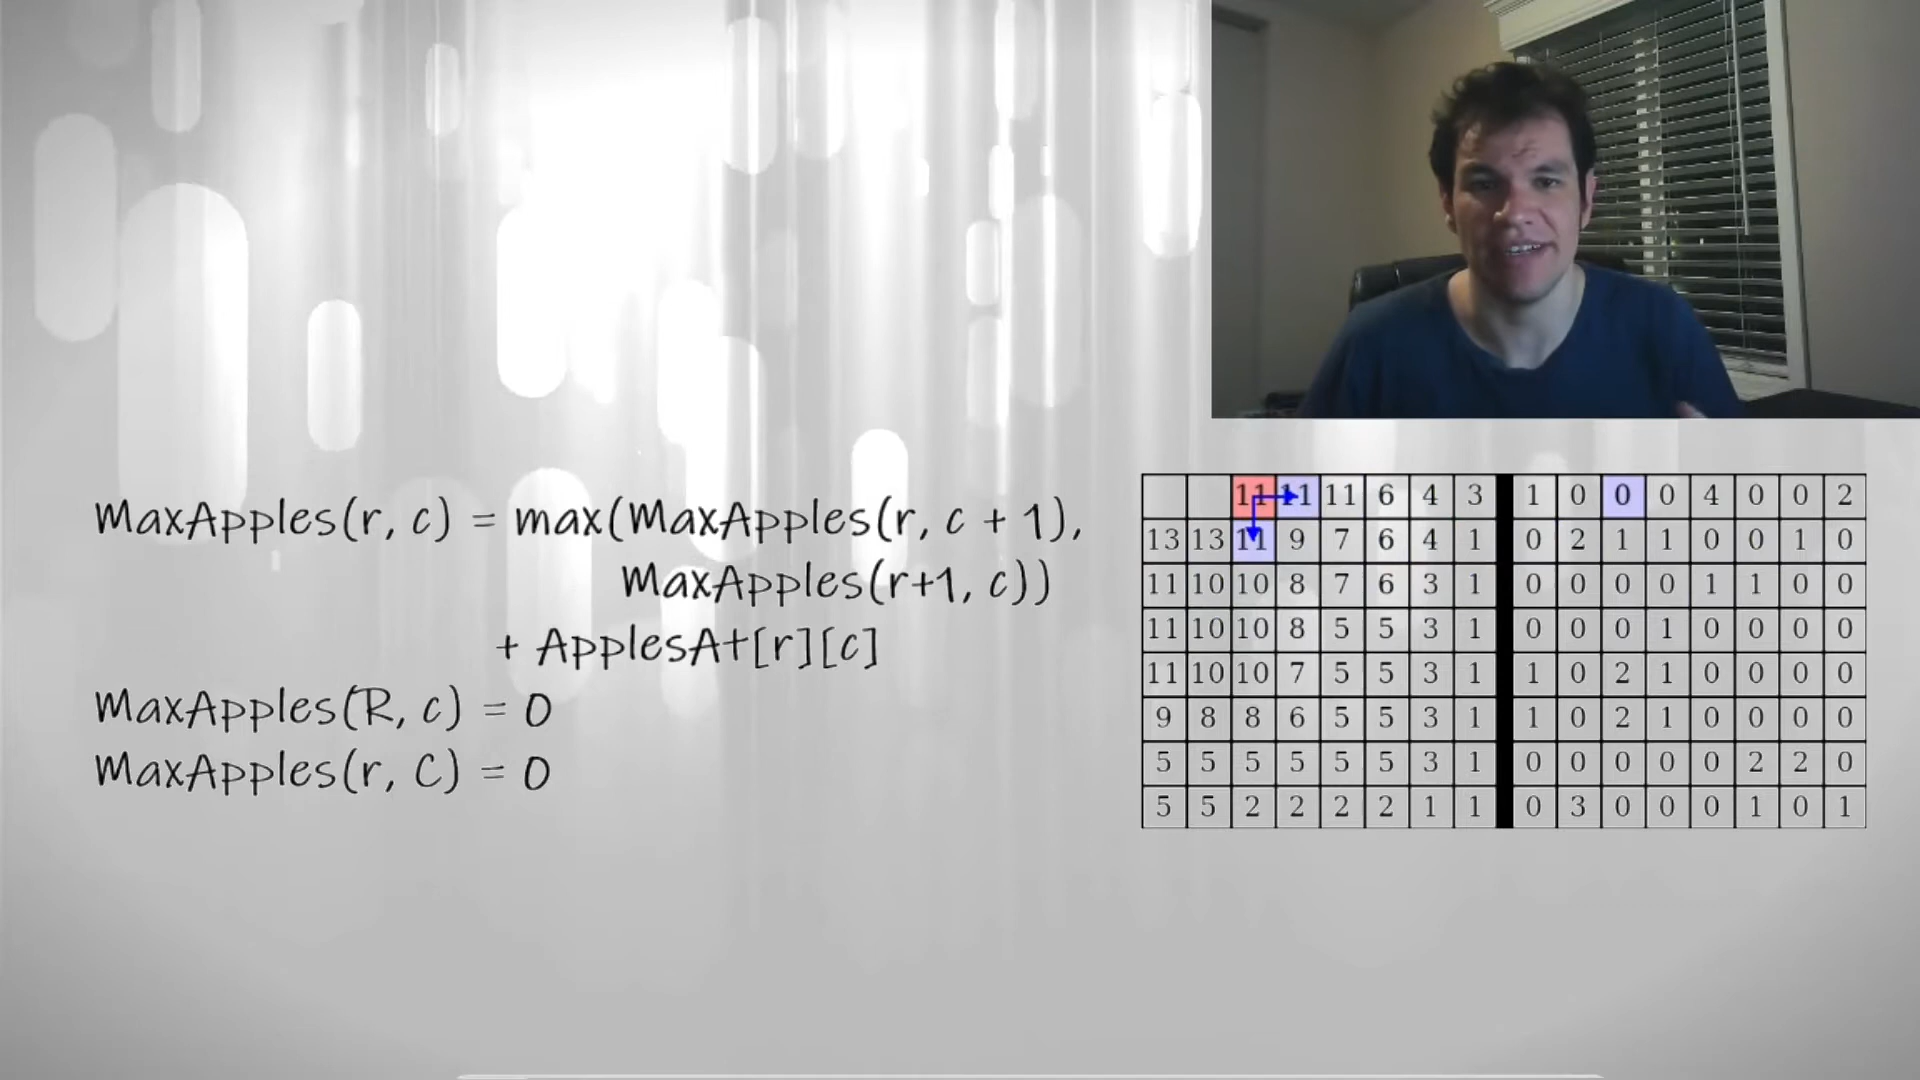 MaxApples(r, c) = max(MaxApples(r, c + 1),
MaxApples(r+1, c))
+ ApplesAt[r][c]
MaxApples(R, c) = 0
MaxApples(r, C) = 0
11 11 11 6 4 3 1 0 0 0 4 0 0 2
13 13 11 9 7 6 4 1 0 2 1 1 0 0 1 0
11 10 10 8 7 6 3 1 0 0 0 0 1 1 0 0
11 10 10 8 5 5 3 1 0 0 0 1 0 0 0 0
11 10 10 7 5 5 3 1 1 0 2 1 0 0 0 0
9 8 8 6 5 5 3 1 1 0 2 1 0 0 0 0
5 5 5 5 5 5 3 1 0 0 0 0 0 2 2 0
5 5 2 2 2 2 1 1 0 3 0 0 0 1 0 1